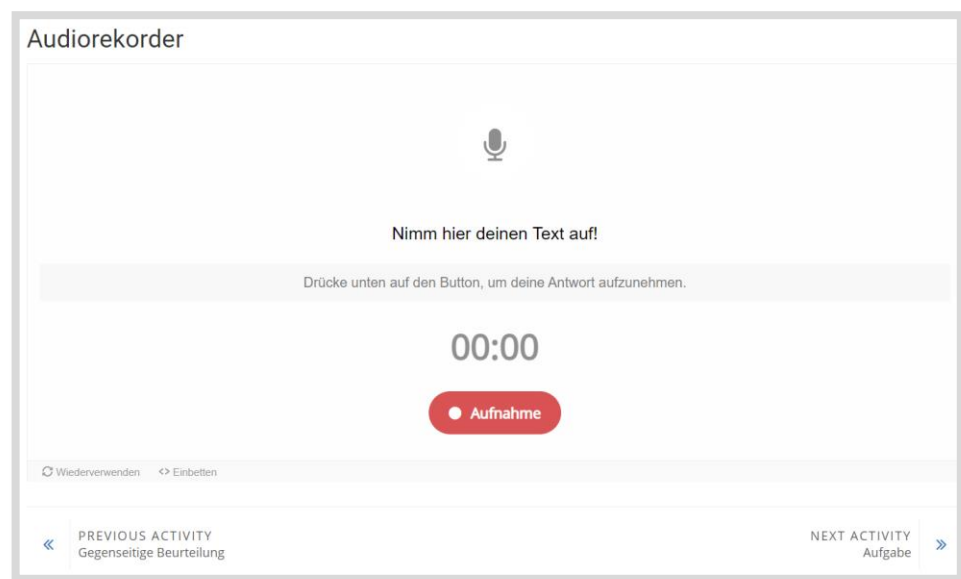 Audiorekorder
Nimm hier deinen Text auf!
Drücke unten auf den Button, um deine Antwort aufzunehmen.
00:00
Aufnahme
Wiederverwenden <> Einbetten
« PREVIOUS ACTIVITY
Gegenseitige Beurteilung
NEXT ACTIVITY »
Aufgabe